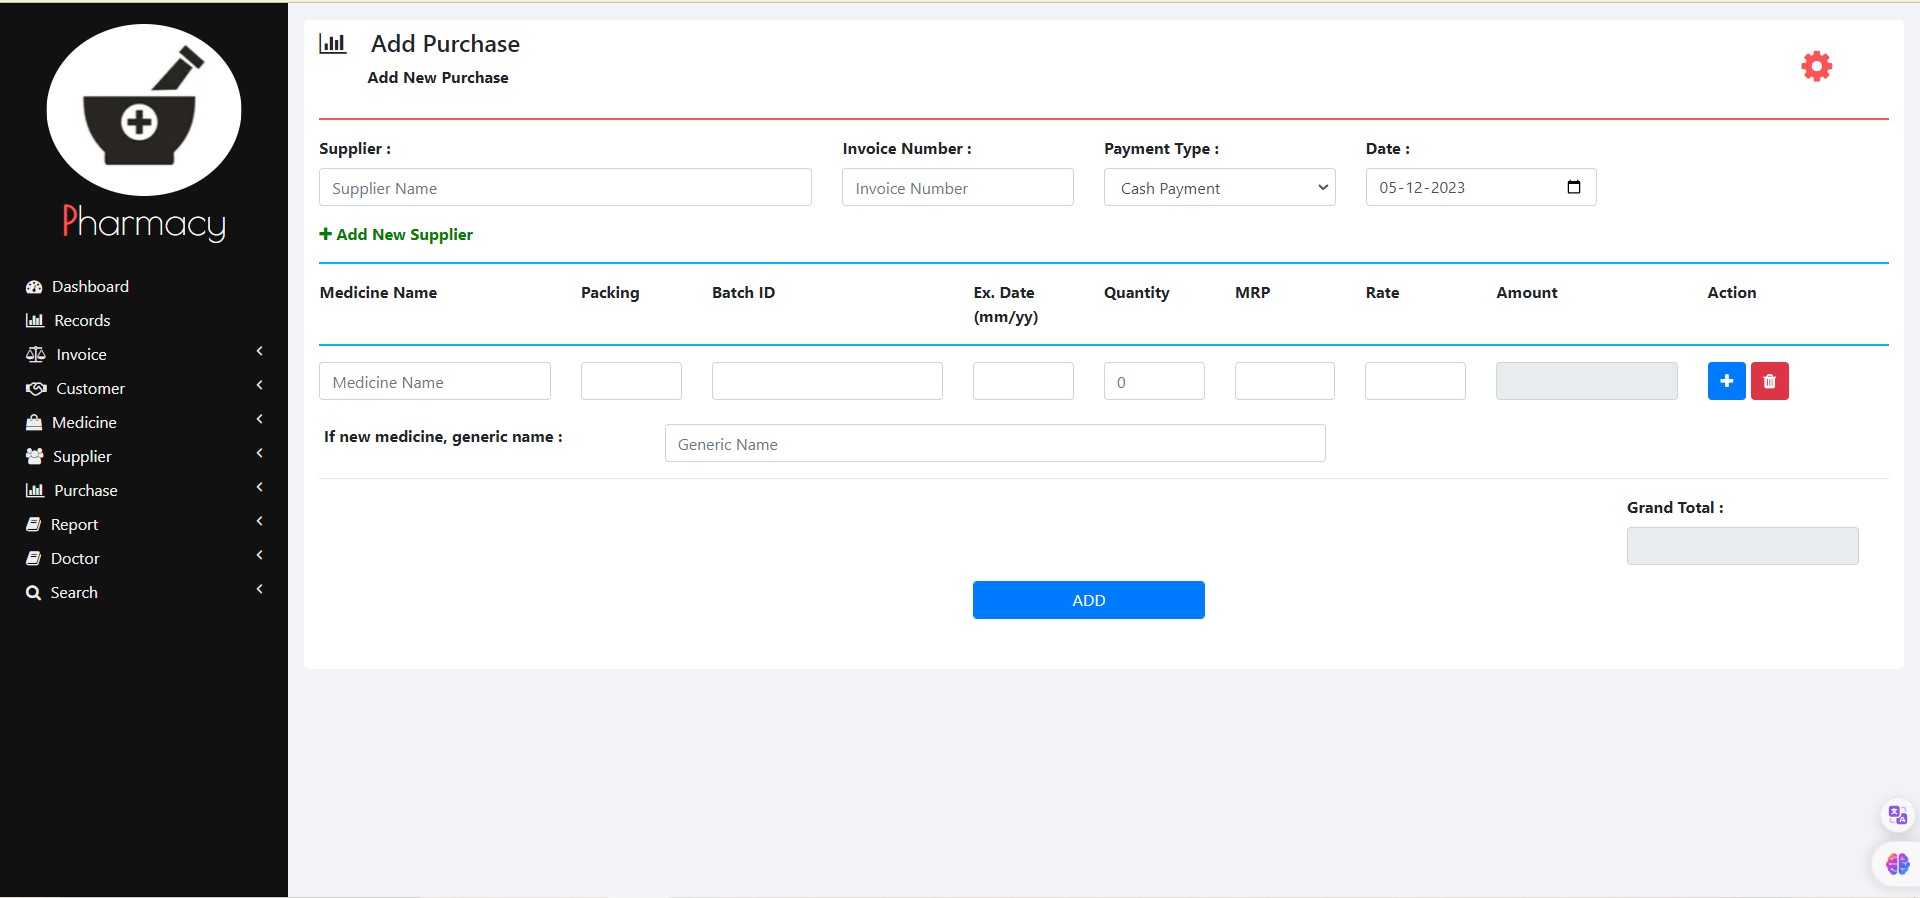 Pharmacy
Dashboard
Records
Invoice
Customer
Medicine
Supplier
Purchase
Report
Doctor
Search
Add Purchase
Add New Purchase
Supplier : Invoice Number : Payment Type : Date :
Supplier Name Invoice Number Cash Payment 05-12-2023
Add New Supplier
Medicine Name Packing Batch ID Ex. Date (mm/yy) Quantity MRP Rate Amount Action
Medicine Name 0
If new medicine, generic name : Generic Name
Grand Total :
ADD